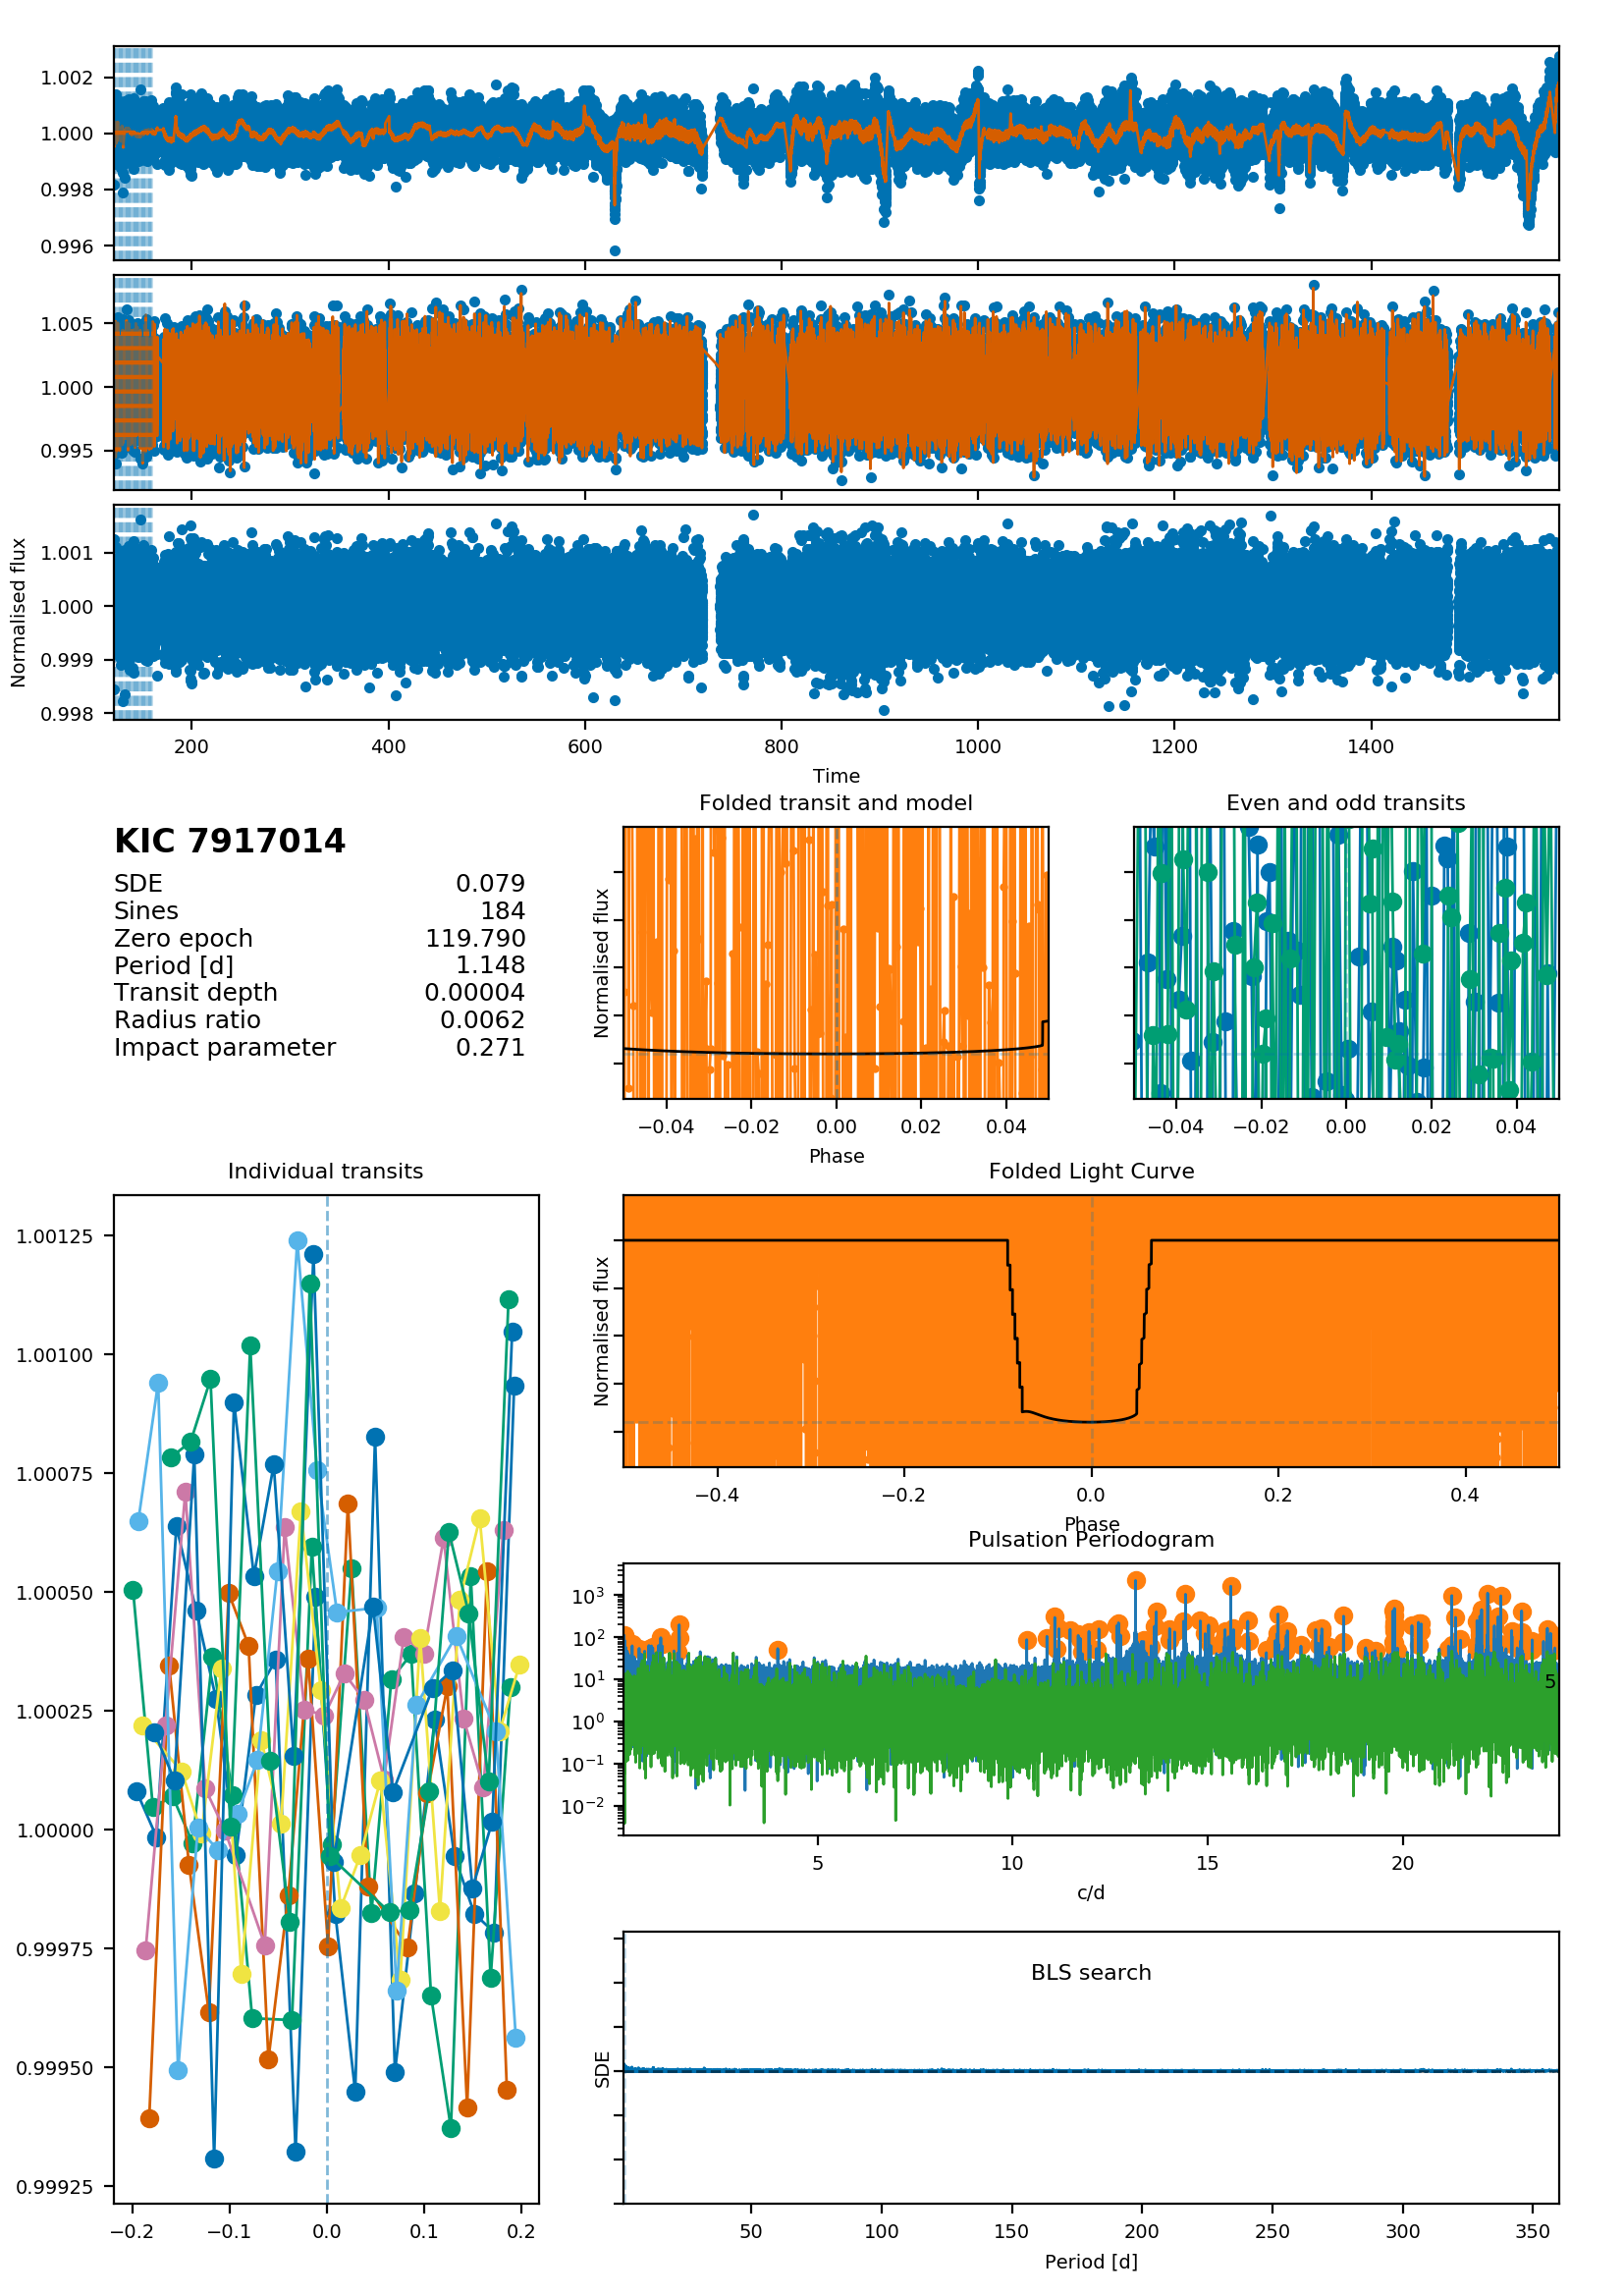 1.002
1.000
0.998
0.996
1.005
1.000
0.995
1.001
1.000
0.999
0.998
Normalised flux
200 400 600 800 1000 1200 1400
Time
KIC 7917014
SDE 0.079
Sines 184
Zero epoch 119.790
Period [d] 1.148
Transit depth 0.00004
Radius ratio 0.0062
Impact parameter 0.271
Folded transit and model
Normalised flux
−0.04 −0.02 0.00 0.02 0.04
Phase
Even and odd transits
−0.04 −0.02 0.00 0.02 0.04
Individual transits
1.00125
1.00100
1.00075
1.00050
1.00025
1.00000
0.99975
0.99950
0.99925
−0.2 −0.1 0.0 0.1 0.2
Folded Light Curve
Normalised flux
−0.4 −0.2 0.0 0.2 0.4
Phase
Pulsation Periodogram
10³
10²
10¹
10⁰
10⁻¹
10⁻²
5
5 10 15 20
c/d
BLS search
SDE
50 100 150 200 250 300 350
Period [d]